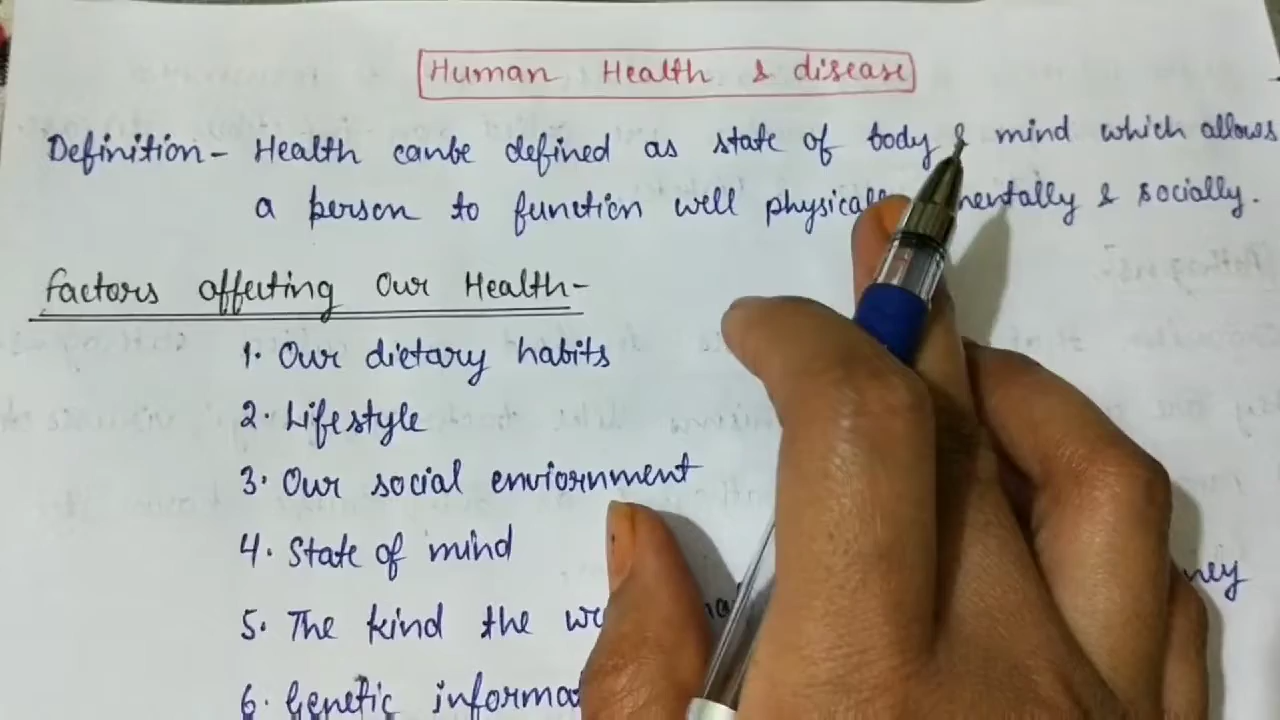 Human Health & disease
Definition- Health canbe defined as state of body & mind which allows
a person to function well physically mentally & socially.
Factors affecting Our Health-
1. Our dietary habits
2. Lifestyle
3. Our social enviornment
4. State of mind
5. The kind the
6. Genetic